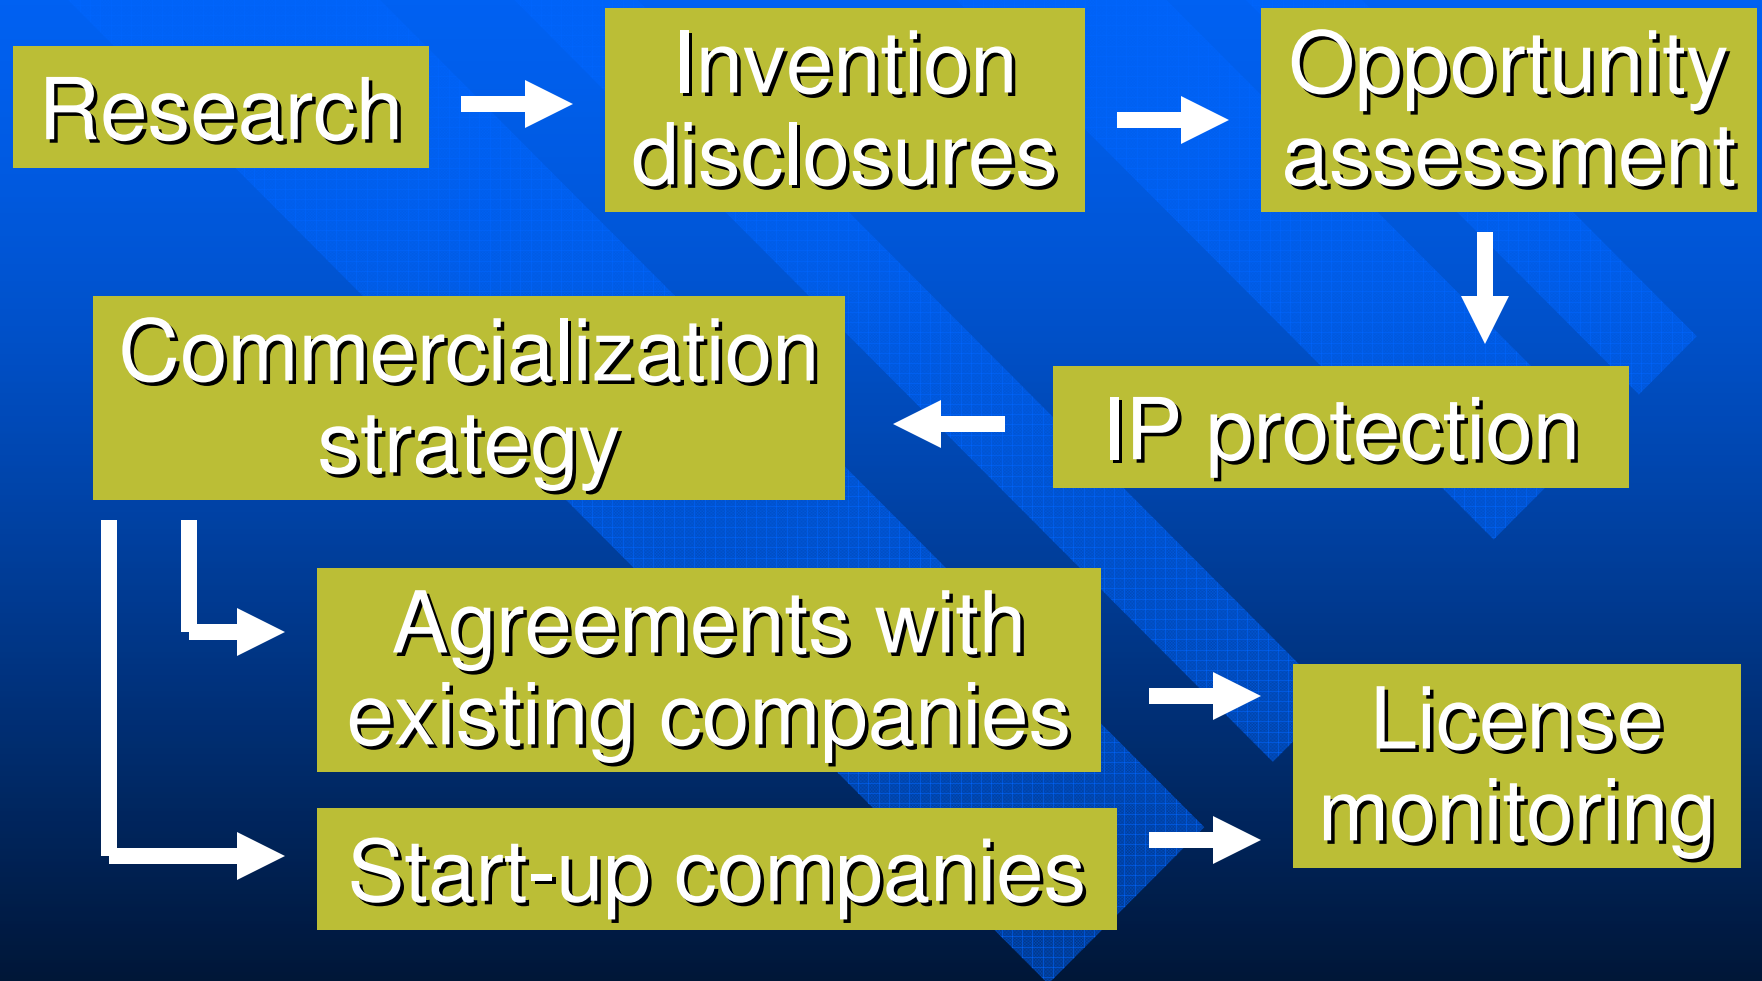 Research
Invention
disclosures
Opportunity
assessment
IP protection
Commercialization
strategy
Agreements with
existing companies
Start-up companies
License
monitoring